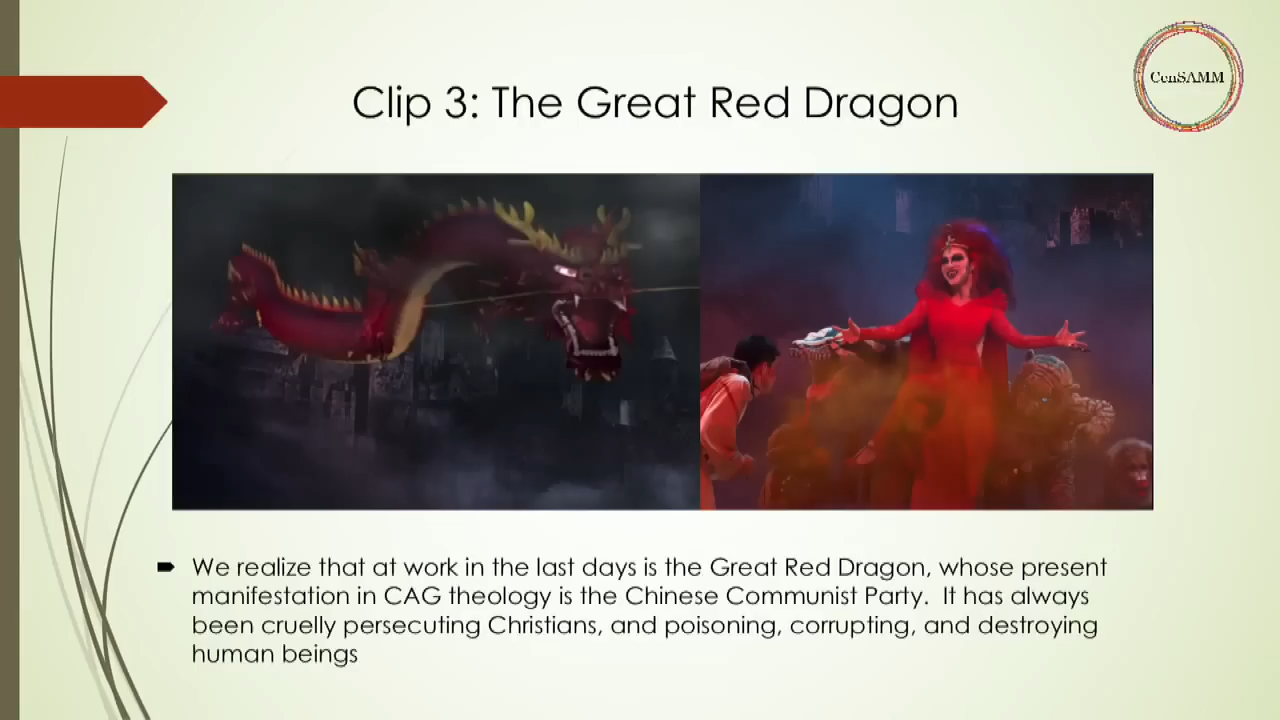 CenSAMM
Clip 3: The Great Red Dragon
We realize that at work in the last days is the Great Red Dragon, whose present
manifestation in CAG theology is the Chinese Communist Party.  It has always
been cruelly persecuting Christians, and poisoning, corrupting, and destroying
human beings